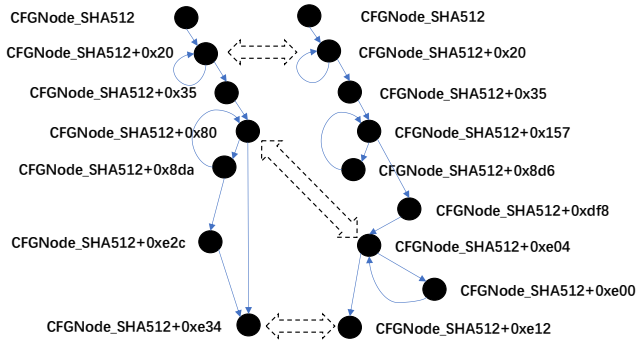 CFGNode_SHA512
CFGNode_SHA512+0x20
CFGNode_SHA512+0x35
CFGNode_SHA512+0x80
CFGNode_SHA512+0x8da
CFGNode_SHA512+0xe2c
CFGNode_SHA512+0xe34
CFGNode_SHA512
CFGNode_SHA512+0x20
CFGNode_SHA512+0x35
CFGNode_SHA512+0x157
CFGNode_SHA512+0x8d6
CFGNode_SHA512+0xdf8
CFGNode_SHA512+0xe04
CFGNode_SHA512+0xe00
CFGNode_SHA512+0xe12